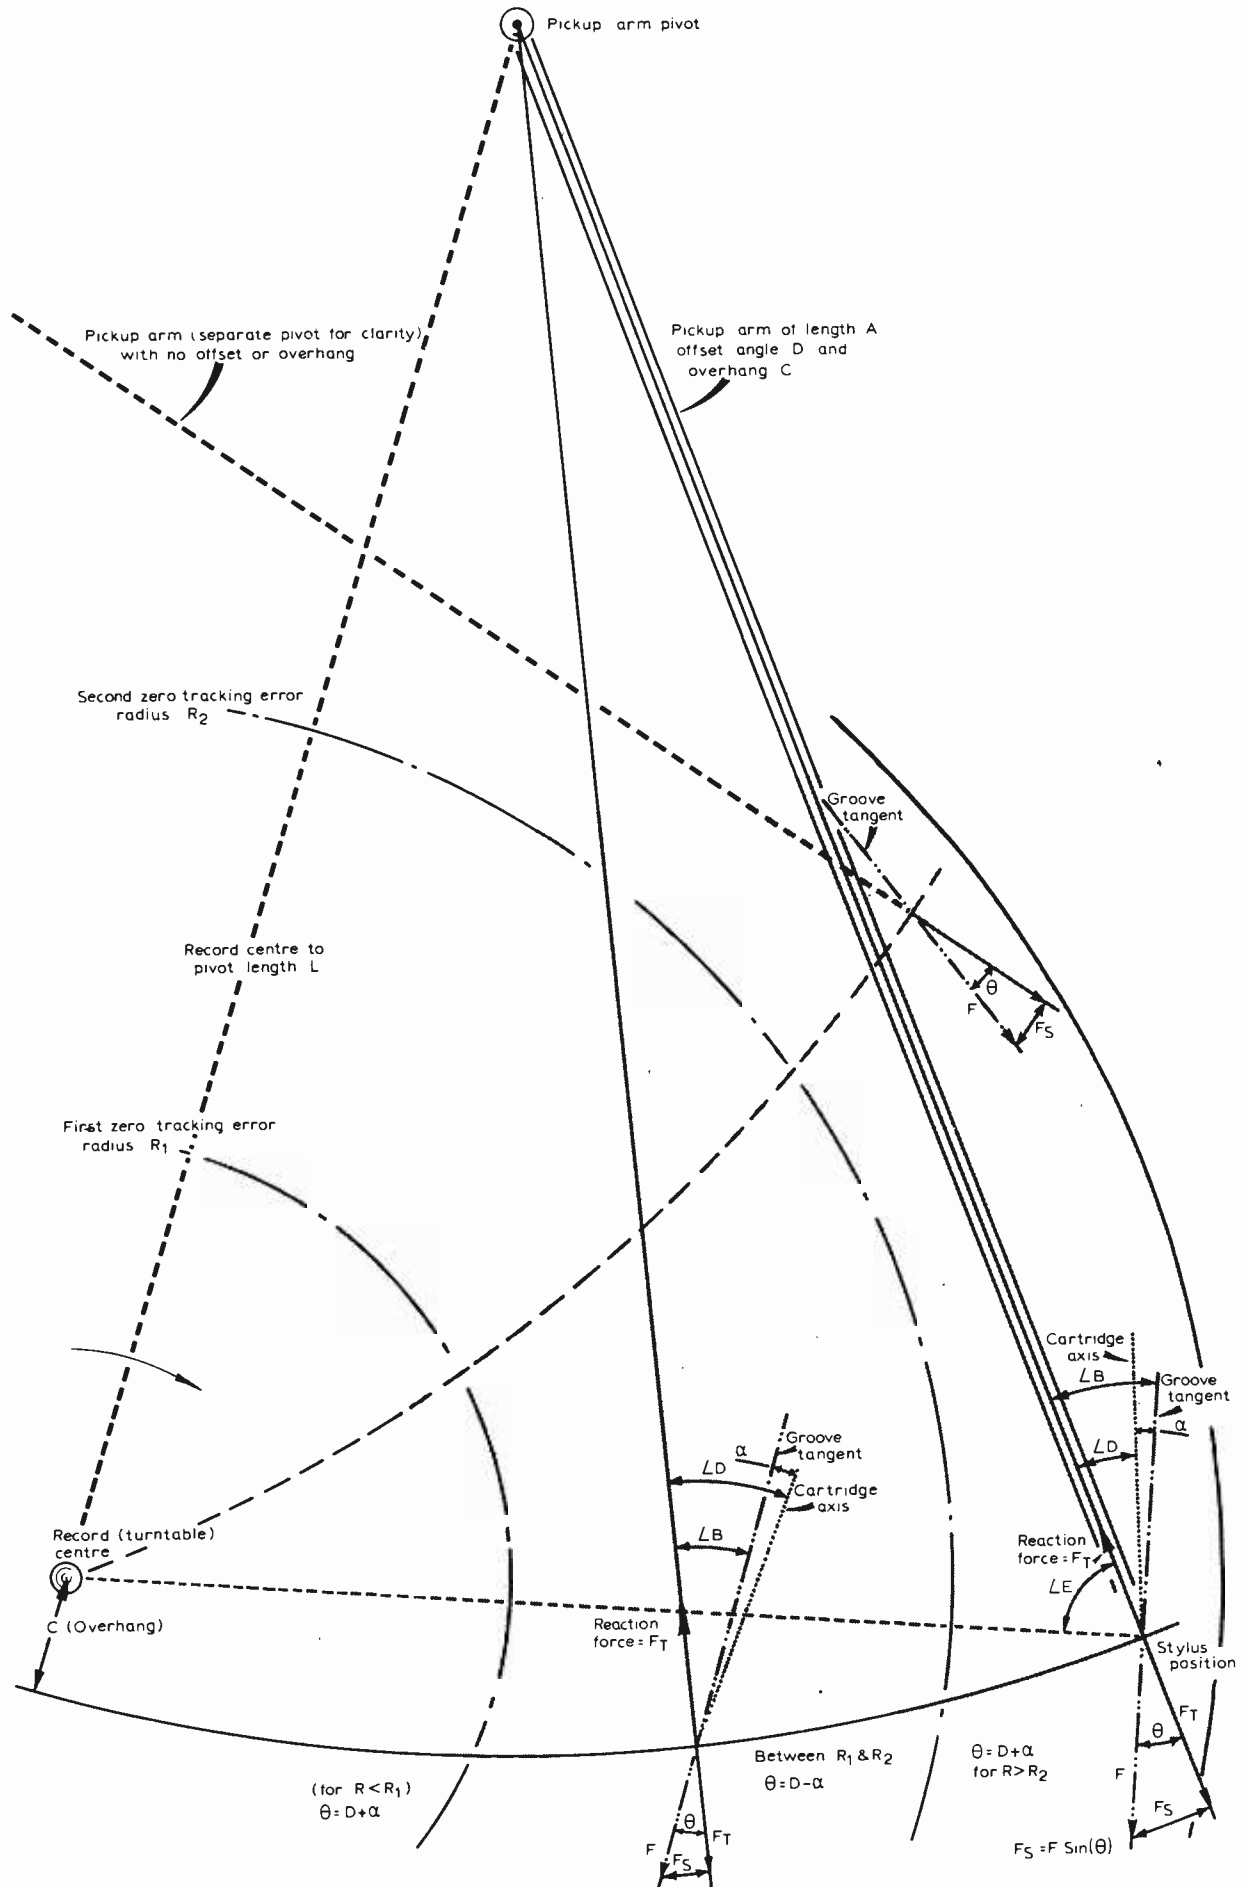 Pickup arm pivot
Pickup arm (separate pivot for clarity)
with no offset or overhang
Pickup arm of length A
offset angle D and
overhang C
Second zero tracking error
radius R2
Groove
tangent
θ
F
FS
Record centre to
pivot length L
First zero tracking error
radius R1
Cartridge
axis
∠B
Groove
tangent
α
∠D
α
Groove
tangent
∠D
Cartridge
axis
∠B
Record (turntable)
centre
Reaction
force = FT
∠E
C (Overhang)
Reaction
force = FT
Stylus
position
FT
θ
F
FS
Between R1 & R2
θ = D-α
θ = D+α
for R>R2
(for R<R1)
θ = D+α
θ
FT
F
FS
FS = F Sin(θ)